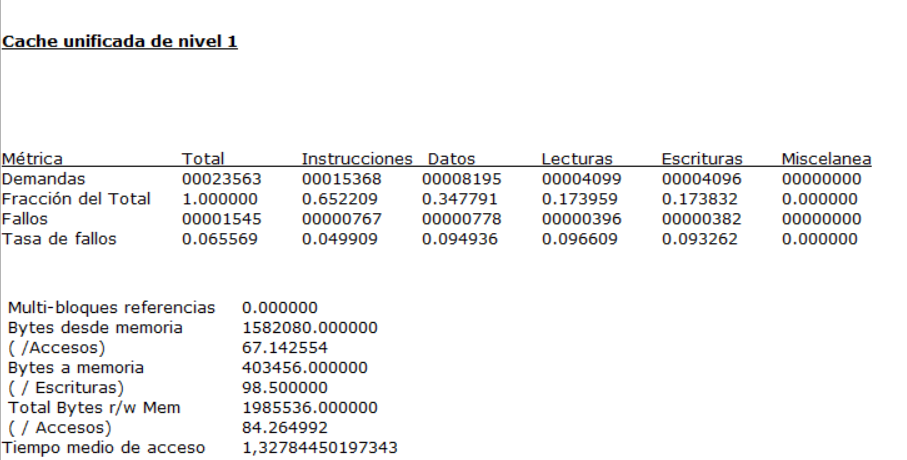 Cache unificada de nivel 1
Métrica Total Instrucciones Datos Lecturas Escrituras Miscelanea
Demandas 00023563 00015368 00008195 00004099 00004096 00000000
Fracción del Total 1.000000 0.652209 0.347791 0.173959 0.173832 0.000000
Fallos 00001545 00000767 00000778 00000396 00000382 00000000
Tasa de fallos 0.065569 0.049909 0.094936 0.096609 0.093262 0.000000
Multi-bloques referencias 0.000000
Bytes desde memoria 1582080.000000
( /Accesos) 67.142554
Bytes a memoria 403456.000000
( / Escrituras) 98.500000
Total Bytes r/w Mem 1985536.000000
( / Accesos) 84.264992
Tiempo medio de acceso 1,32784450197343